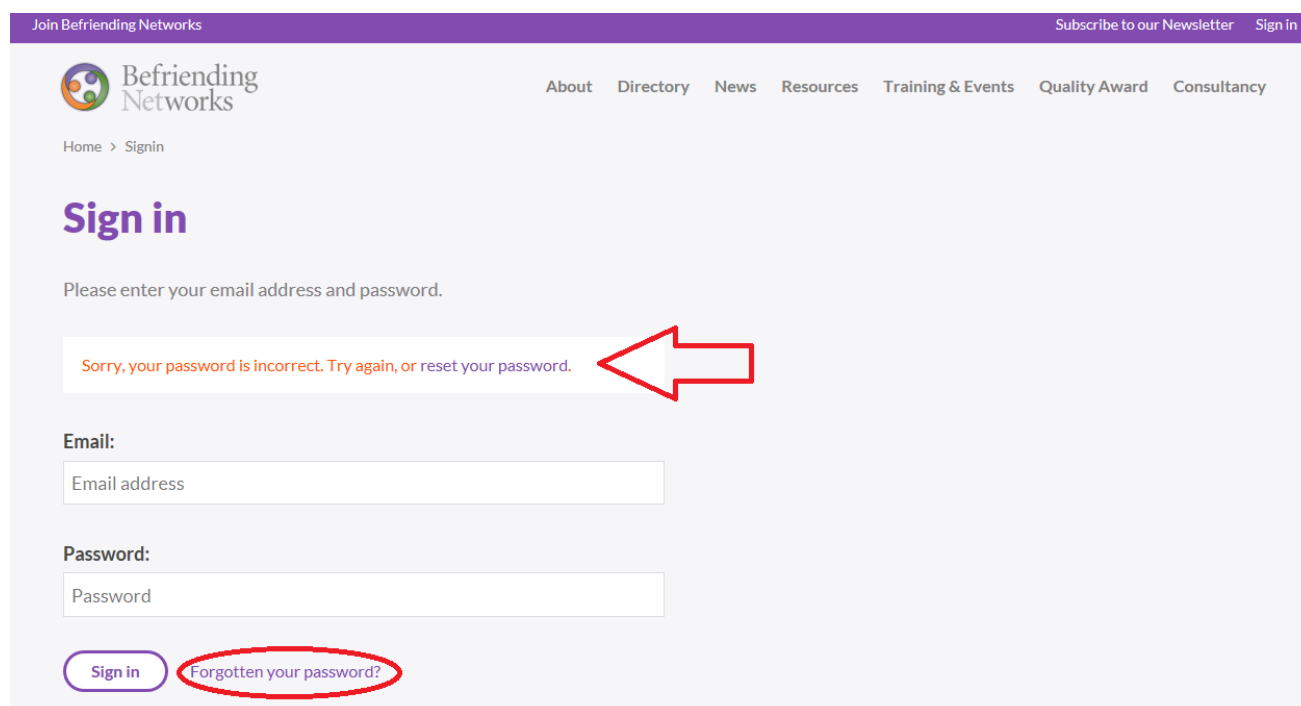 Join Befriending Networks Subscribe to our Newsletter Sign in
Befriending
Networks
About Directory News Resources Training & Events Quality Award Consultancy
Home > Signin
Sign in
Please enter your email address and password.
Sorry, your password is incorrect. Try again, or reset your password.
Email:
Email address
Password:
Password
Sign in Forgotten your password?